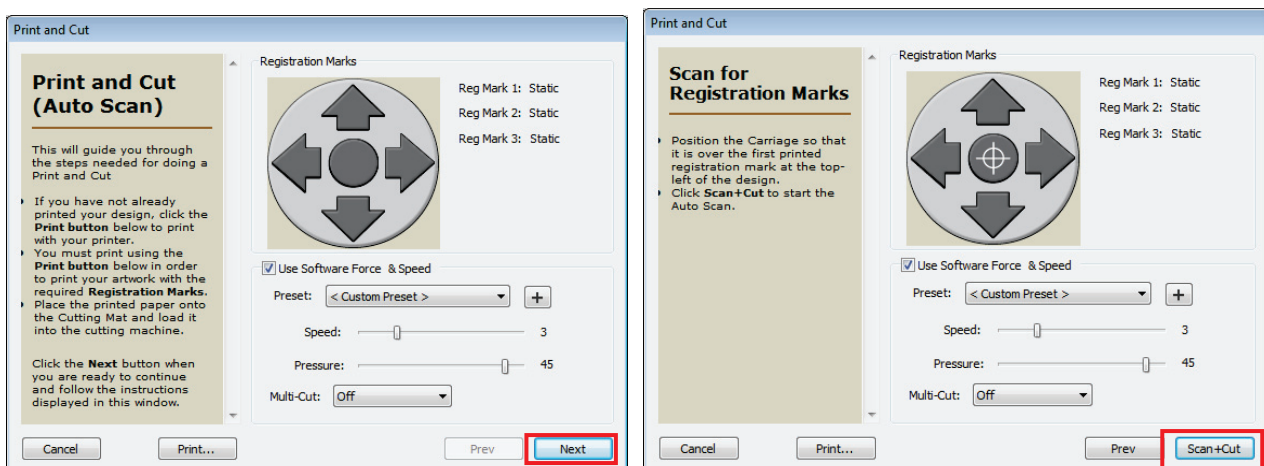 Print and Cut
Print and Cut
(Auto Scan)
This will guide you through
the steps needed for doing a
Print and Cut
If you have not already
printed your design, click the
Print button below to print
with your printer.
You must print using the
Print button below in order
to print your artwork with the
required Registration Marks.
Place the printed paper onto
the Cutting Mat and load it
into the cutting machine.
Click the Next button when
you are ready to continue
and follow the instructions
displayed in this window.
Registration Marks
Reg Mark 1: Static
Reg Mark 2: Static
Reg Mark 3: Static
Use Software Force & Speed
Preset: < Custom Preset > +
Speed: 3
Pressure: 45
Multi-Cut: Off
Cancel Print... Prev Next
Print and Cut
Scan for
Registration Marks
Position the Carriage so that
it is over the first printed
registration mark at the top-
left of the design.
Click Scan+Cut to start the
Auto Scan.
Registration Marks
Reg Mark 1: Static
Reg Mark 2: Static
Reg Mark 3: Static
Use Software Force & Speed
Preset: < Custom Preset > +
Speed: 3
Pressure: 45
Multi-Cut: Off
Cancel Print... Prev Scan+Cut